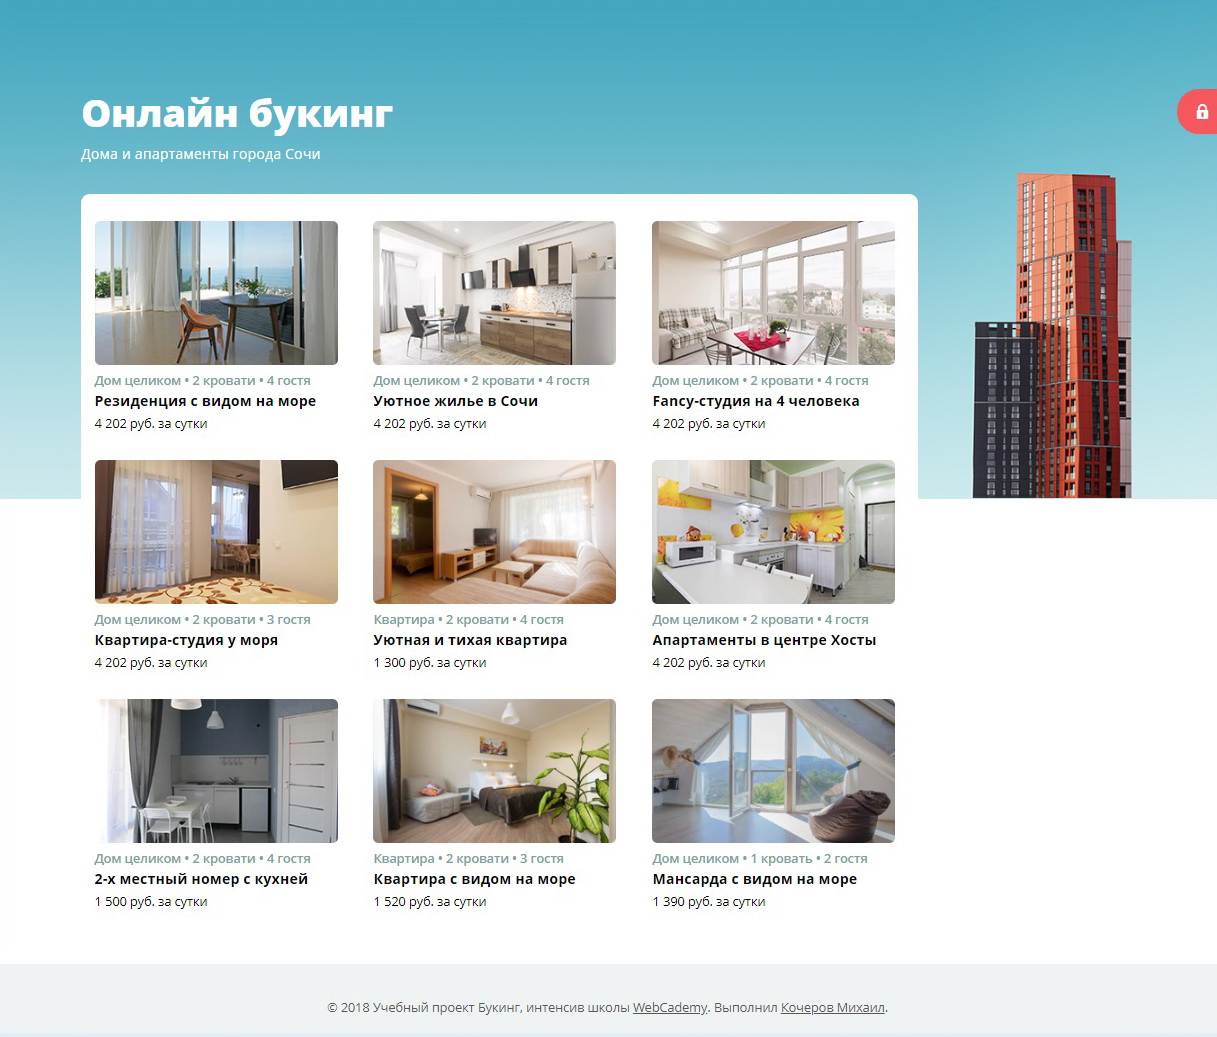 Онлайн букинг
Дома и апартаменты города Сочи
Дом целиком • 2 кровати • 4 гостя
Резиденция с видом на море
4 202 руб. за сутки
Дом целиком • 2 кровати • 4 гостя
Уютное жилье в Сочи
4 202 руб. за сутки
Дом целиком • 2 кровати • 4 гостя
Fancy-студия на 4 человека
4 202 руб. за сутки
Дом целиком • 2 кровати • 3 гостя
Квартира-студия у моря
4 202 руб. за сутки
Квартира • 2 кровати • 4 гостя
Уютная и тихая квартира
1 300 руб. за сутки
Дом целиком • 2 кровати • 4 гостя
Апартаменты в центре Хосты
4 202 руб. за сутки
Дом целиком • 2 кровати • 4 гостя
2-х местный номер с кухней
1 500 руб. за сутки
Квартира • 2 кровати • 3 гостя
Квартира с видом на море
1 520 руб. за сутки
Дом целиком • 1 кровать • 2 гостя
Мансарда с видом на море
1 390 руб. за сутки
© 2018 Учебный проект Букинг, интенсив школы WebCademy. Выполнил Кочеров Михаил.